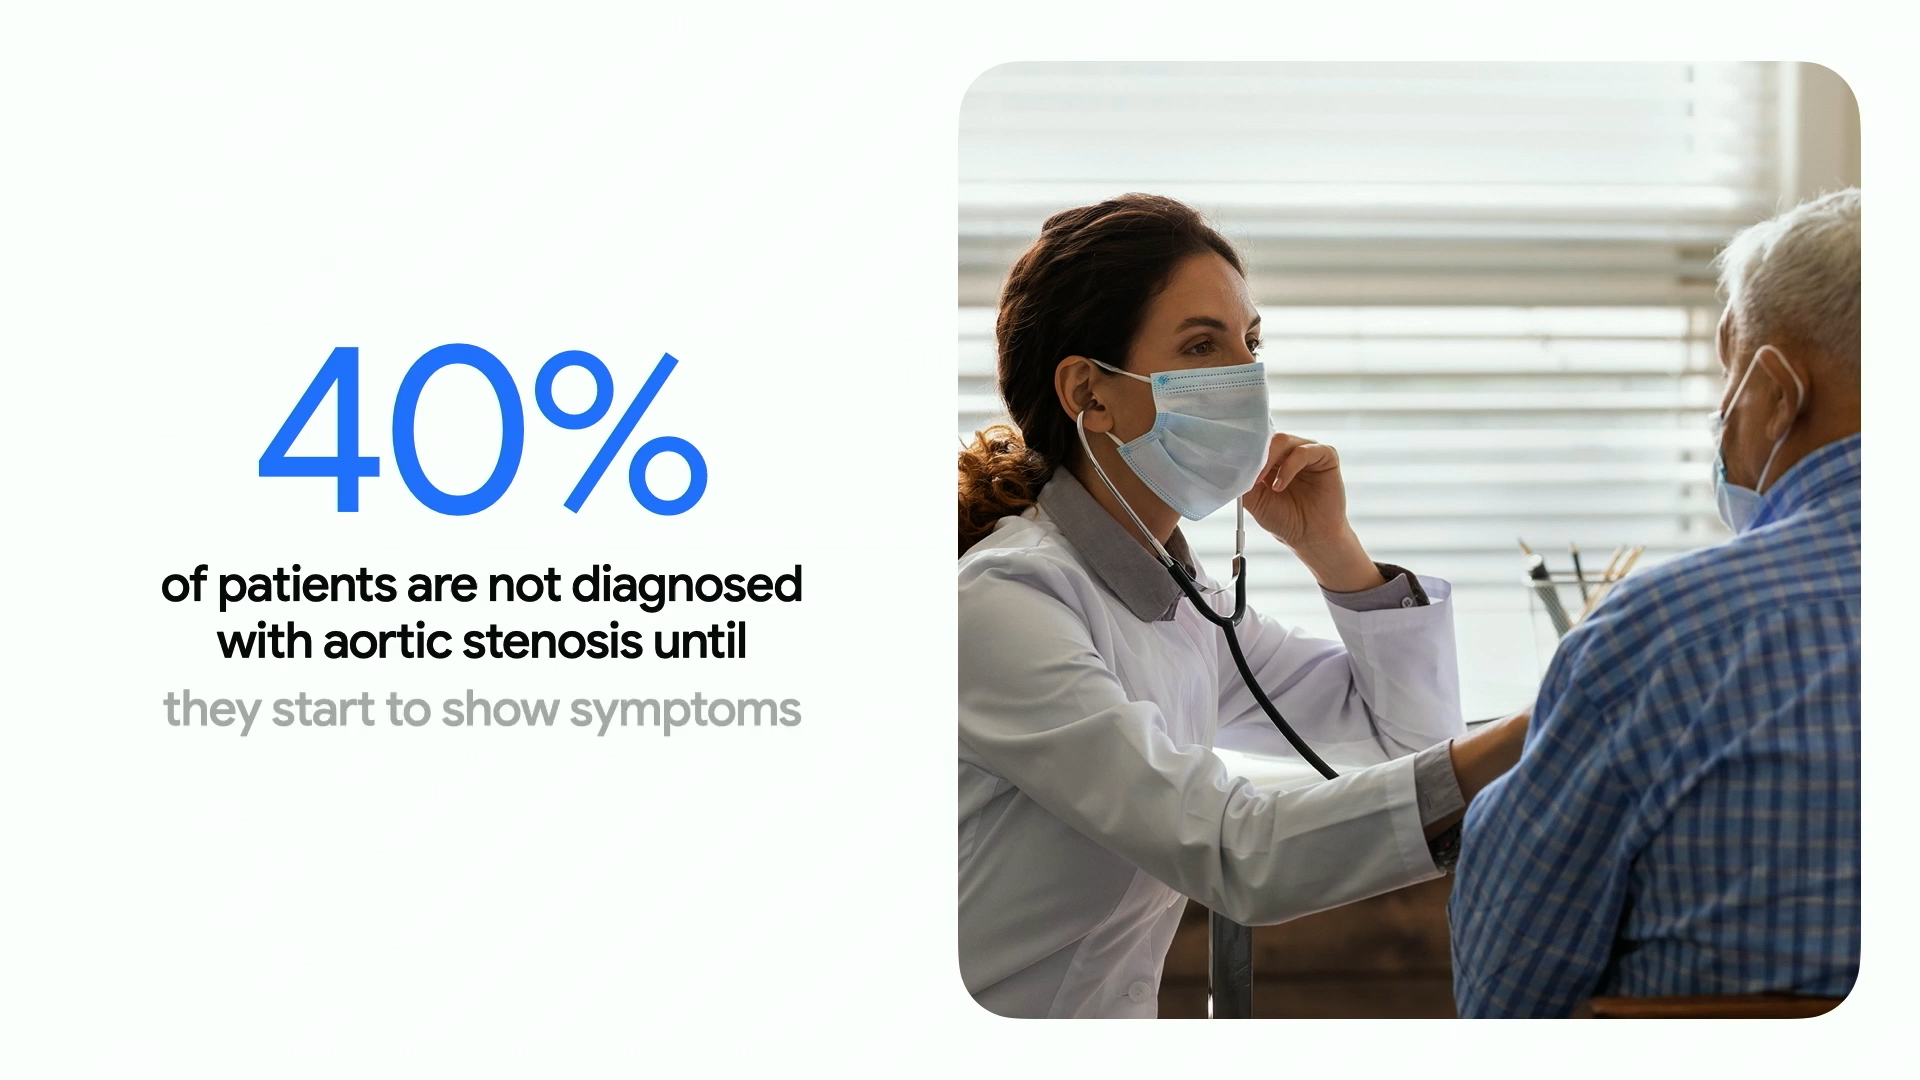 40%
of patients are not diagnosed
with aortic stenosis until
they start to show symptoms